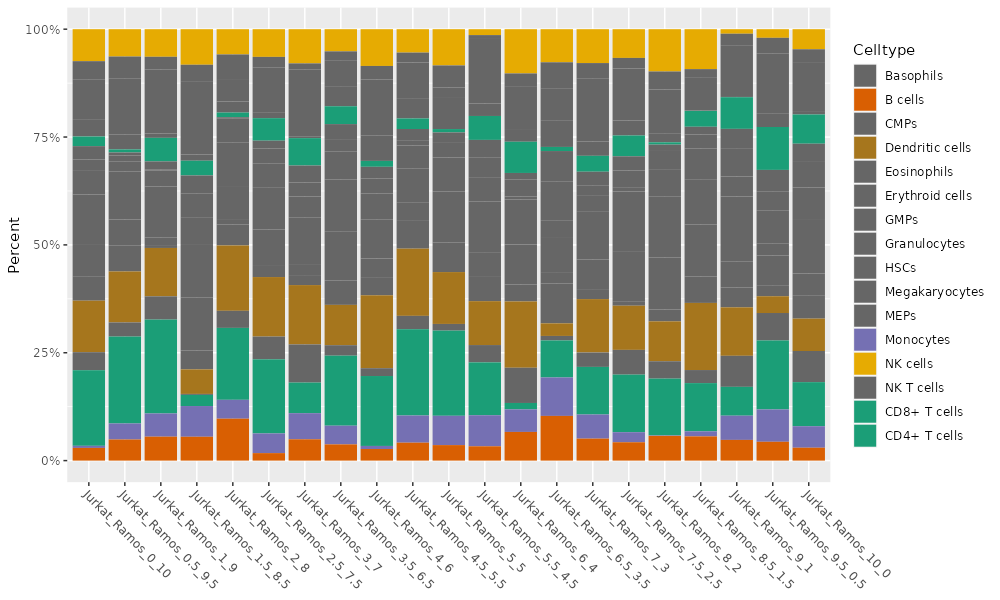 100%
75%
50%
25%
0%
Percent
Jurkat_Ramos_0_10
Jurkat_Ramos_0.5_9.5
Jurkat_Ramos_1_9
Jurkat_Ramos_1.5_8.5
Jurkat_Ramos_2_8
Jurkat_Ramos_2.5_7.5
Jurkat_Ramos_3_7
Jurkat_Ramos_3.5_6.5
Jurkat_Ramos_4_6
Jurkat_Ramos_4.5_5.5
Jurkat_Ramos_5_5
Jurkat_Ramos_5.5_4.5
Jurkat_Ramos_6_4
Jurkat_Ramos_6.5_3.5
Jurkat_Ramos_7_3
Jurkat_Ramos_7.5_2.5
Jurkat_Ramos_8_2
Jurkat_Ramos_8.5_1.5
Jurkat_Ramos_9_1
Jurkat_Ramos_9.5_0.5
Jurkat_Ramos_10_0
Celltype
Basophils
B cells
CMPs
Dendritic cells
Eosinophils
Erythroid cells
GMPs
Granulocytes
HSCs
Megakaryocytes
MEPs
Monocytes
NK cells
NK T cells
CD8+ T cells
CD4+ T cells